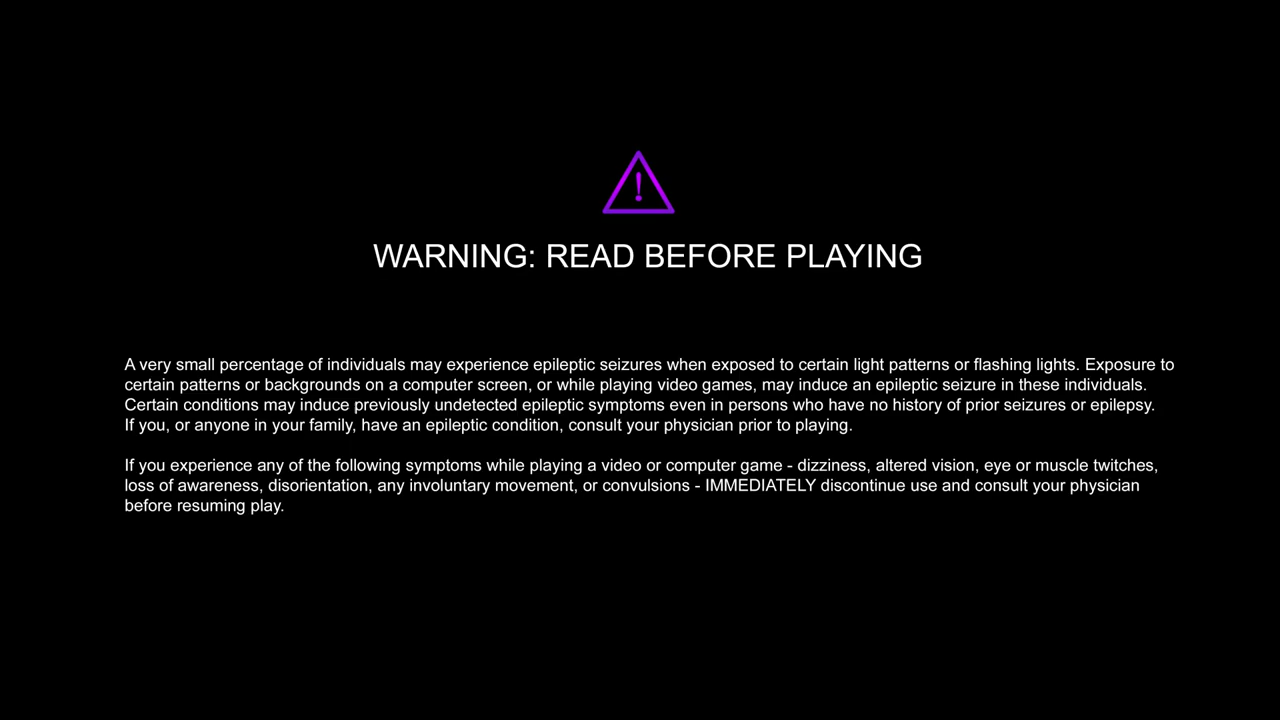 !
WARNING: READ BEFORE PLAYING
A very small percentage of individuals may experience epileptic seizures when exposed to certain light patterns or flashing lights. Exposure to
certain patterns or backgrounds on a computer screen, or while playing video games, may induce an epileptic seizure in these individuals.
Certain conditions may induce previously undetected epileptic symptoms even in persons who have no history of prior seizures or epilepsy.
If you, or anyone in your family, have an epileptic condition, consult your physician prior to playing.
If you experience any of the following symptoms while playing a video or computer game - dizziness, altered vision, eye or muscle twitches,
loss of awareness, disorientation, any involuntary movement, or convulsions - IMMEDIATELY discontinue use and consult your physician
before resuming play.